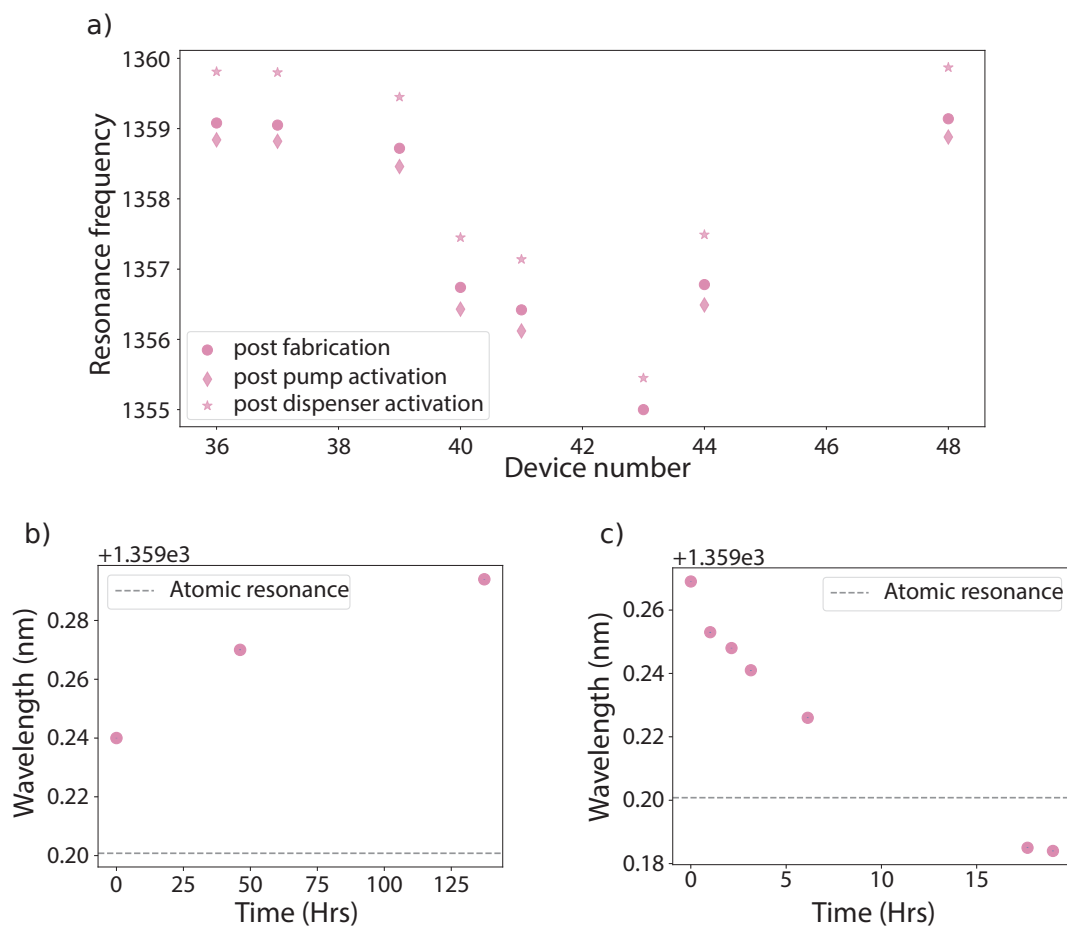 a)
Resonance frequency
1360
1359
1358
1357
1356
1355
post fabrication
post pump activation
post dispenser activation
36 38 40 42 44 46 48
Device number
b)
+1.359e3
Wavelength (nm)
Atomic resonance
0.28
0.26
0.24
0.22
0.20
0 25 50 75 100 125
Time (Hrs)
c)
+1.359e3
Wavelength (nm)
Atomic resonance
0.26
0.24
0.22
0.20
0.18
0 5 10 15
Time (Hrs)